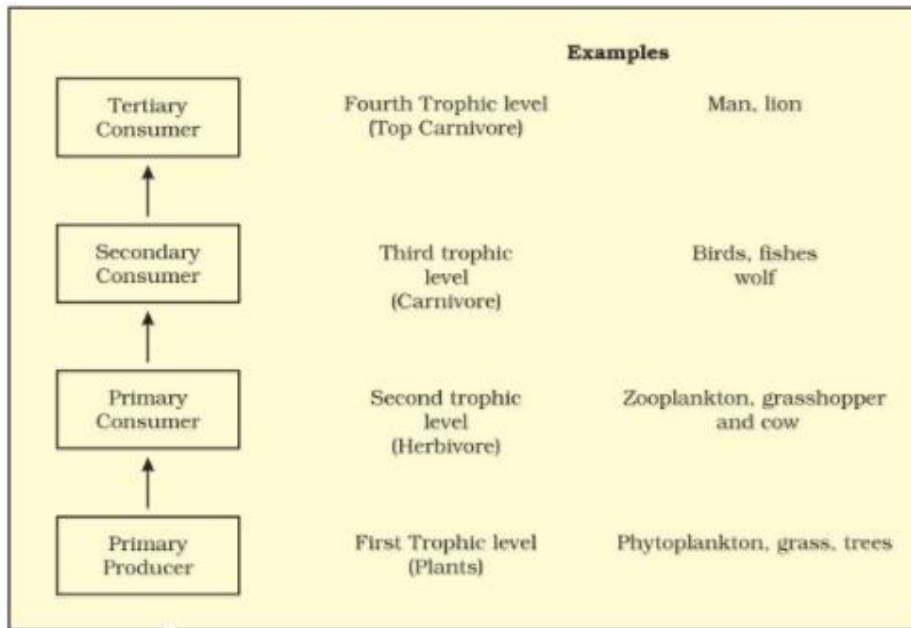 Examples
Tertiary
Consumer
Fourth Trophic level
(Top Carnivore)
Man, lion
Secondary
Consumer
Third trophic
level
(Carnivore)
Birds, fishes
wolf
Primary
Consumer
Second trophic
level
(Herbivore)
Zooplankton, grasshopper
and cow
Primary
Producer
First Trophic level
(Plants)
Phytoplankton, grass, trees